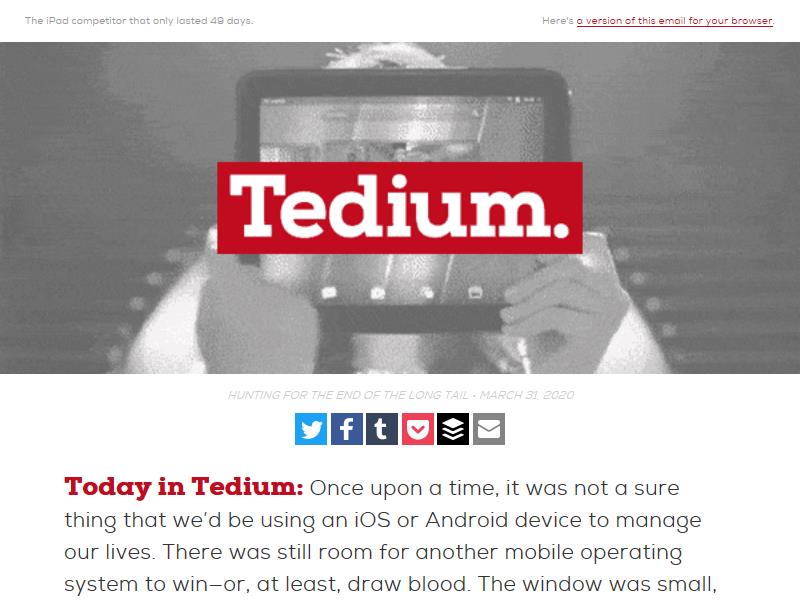 The iPad competitor that only lasted 49 days.
Here's a version of this email for your browser.
Tedium.
HUNTING FOR THE END OF THE LONG TAIL • MARCH 31, 2020
Today in Tedium: Once upon a time, it was not a sure
thing that we’d be using an iOS or Android device to manage
our lives. There was still room for another mobile operating
system to win—or, at least, draw blood. The window was small,